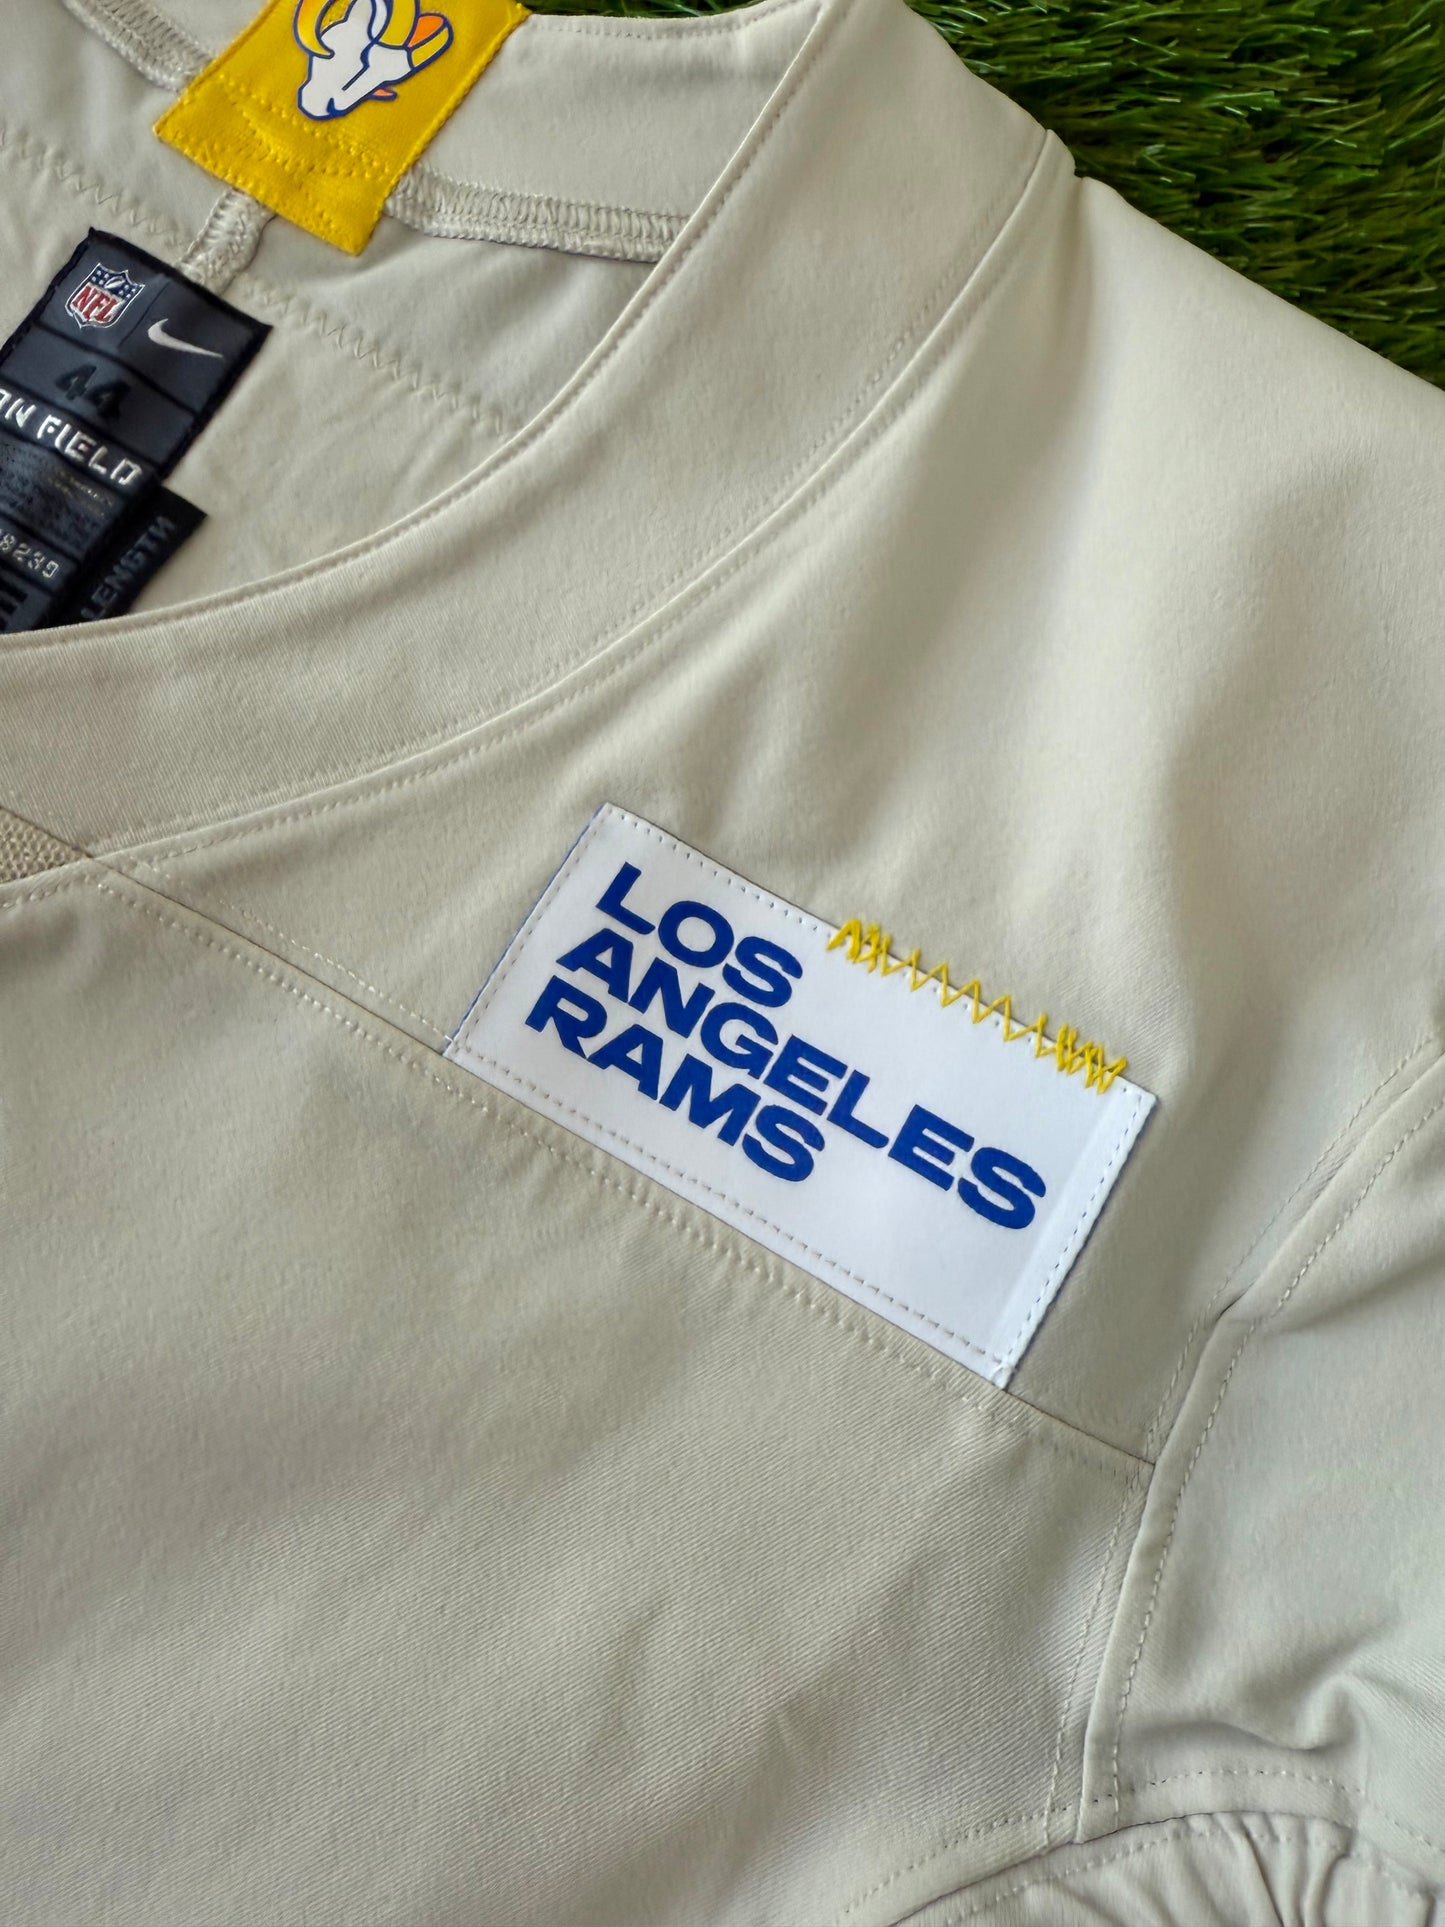 NFL
44
ON FIELD
LENGTH
LOS
ANGELES
RAMS